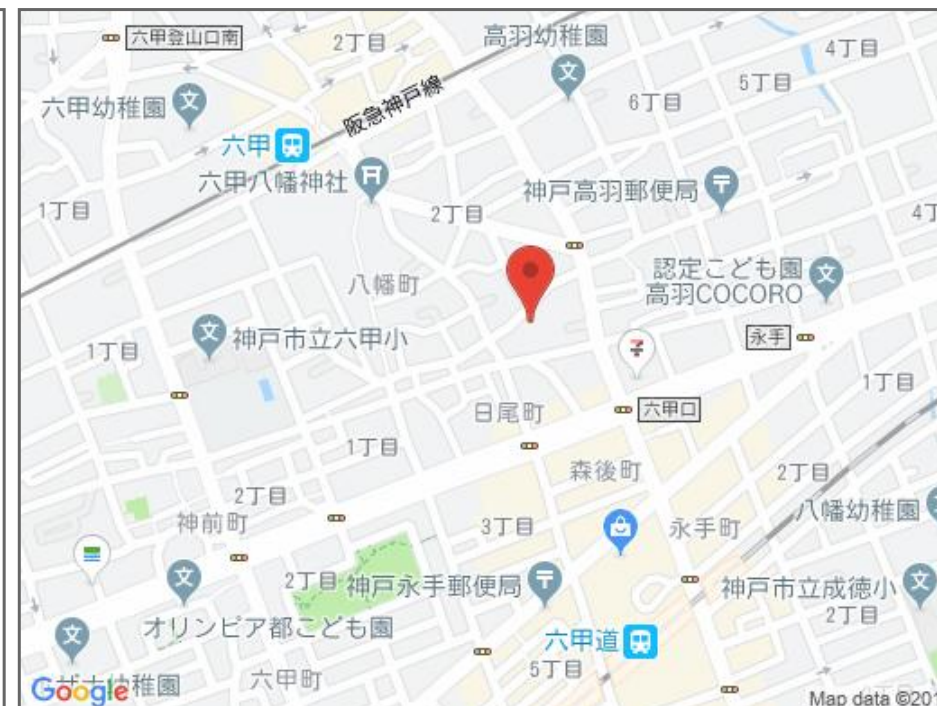 六甲登山口南
2丁目
高羽幼稚園
4丁目
5丁目
6丁目
六甲幼稚園
阪急神戸線
六甲
六甲八幡神社
神戸高羽郵便局
1丁目
2丁目
八幡町
認定こども園
高羽COCORO
神戸市立六甲小
永手
1丁目
1丁目
日尾町
六甲口
1丁目
森後町
2丁目
2丁目
神前町
3丁目
永手町
八幡幼稚園
2丁目
神戸永手郵便局
神戸市立成徳小
2丁目
オリンピア都こども園
六甲道
5丁目
六甲町
Google
稚園
Map data ©201